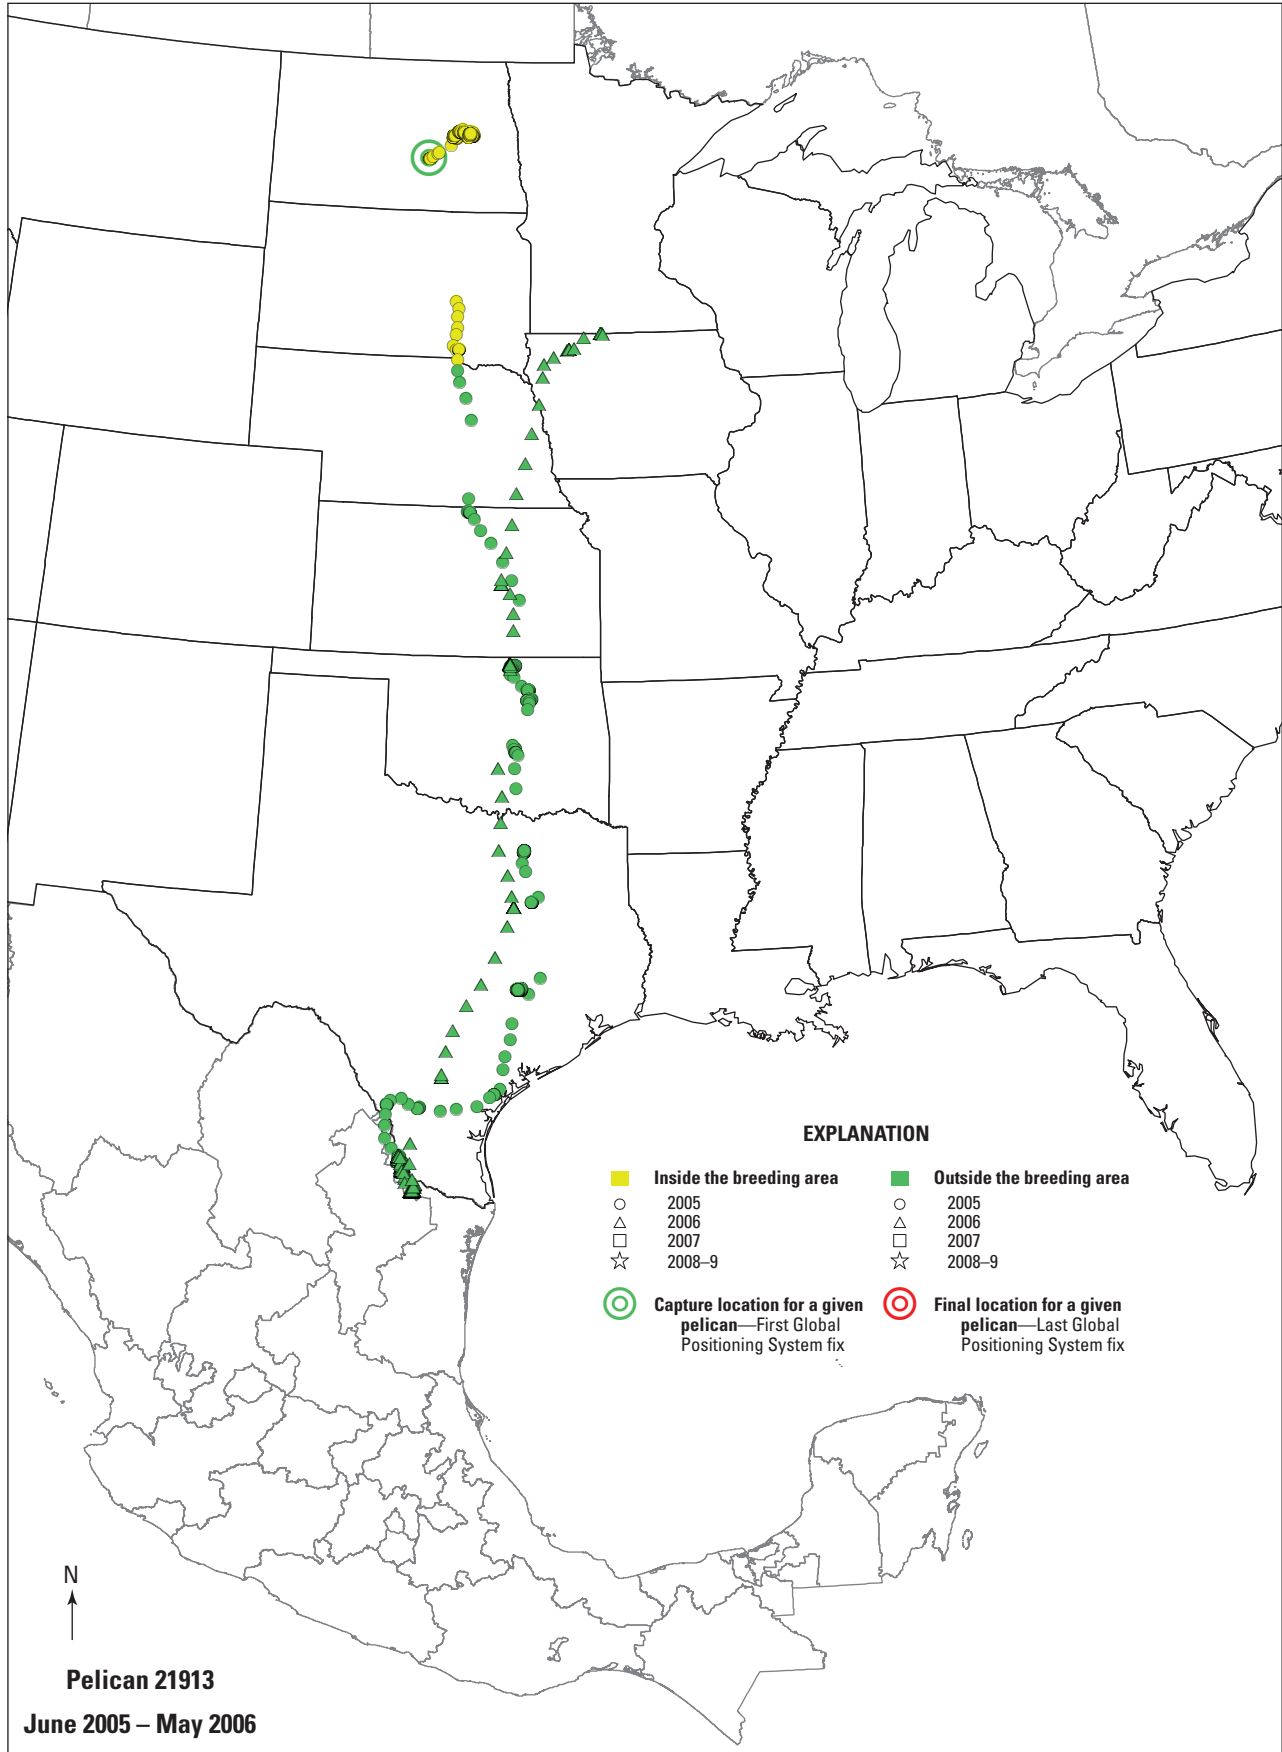 EXPLANATION
Inside the breeding area
2005
2006
2007
2008–9
Capture location for a given
pelican—First Global
Positioning System fix
Outside the breeding area
2005
2006
2007
2008–9
Final location for a given
pelican—Last Global
Positioning System fix
N
Pelican 21913
June 2005 – May 2006